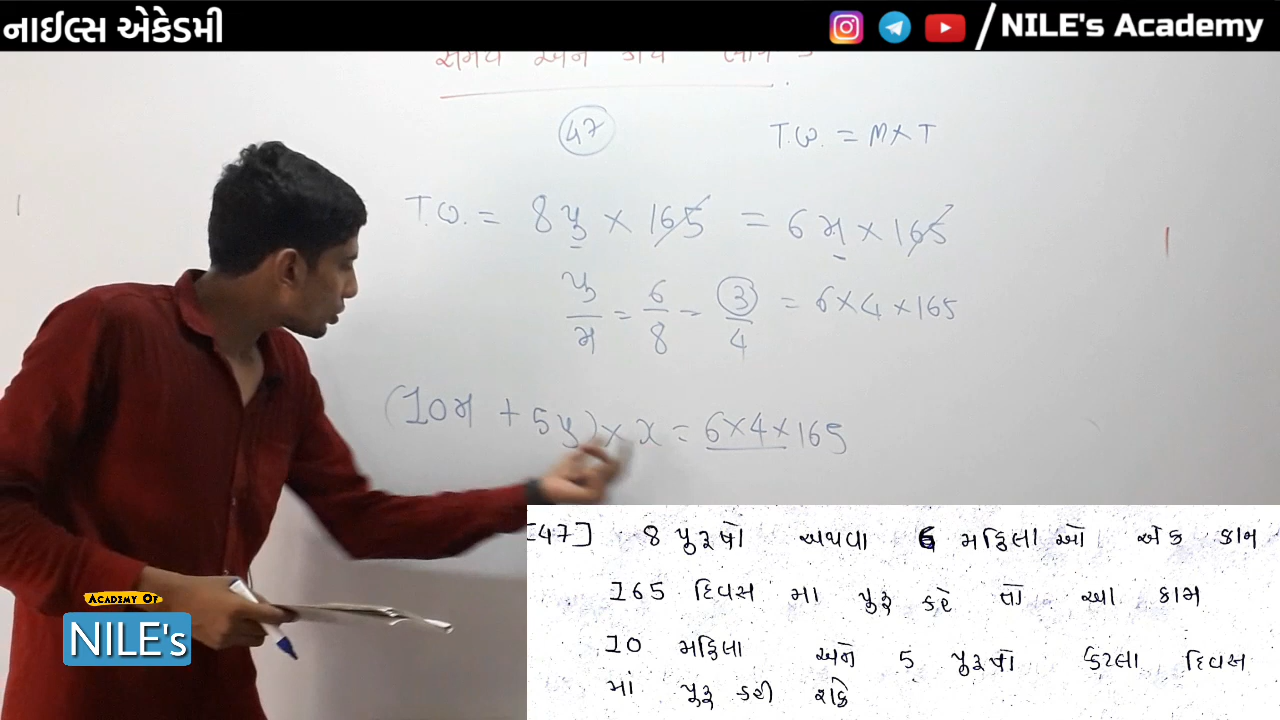 નાઈલ્સ એકેડમી
/NILE's Academy
સમય અને કાર્ય
47
T.W. = M×T
T.W. = 8પુ × 165 = 6મ × 165
પુ/મ = 6/8 = 3/4 = 6×4×165
(10મ + 5પુ) × x = 6×4×165
[47] 8 પુરૂષો અથવા 6 મહિલા ઓ એક કામ
165 દિવસ મા પુરૂ કરે તો આ કામ
10 મહિલા અને 5 પુરૂષો કેટલા દિવસ
માં પુરૂ કરી શકે
ACADEMY OF
NILE's